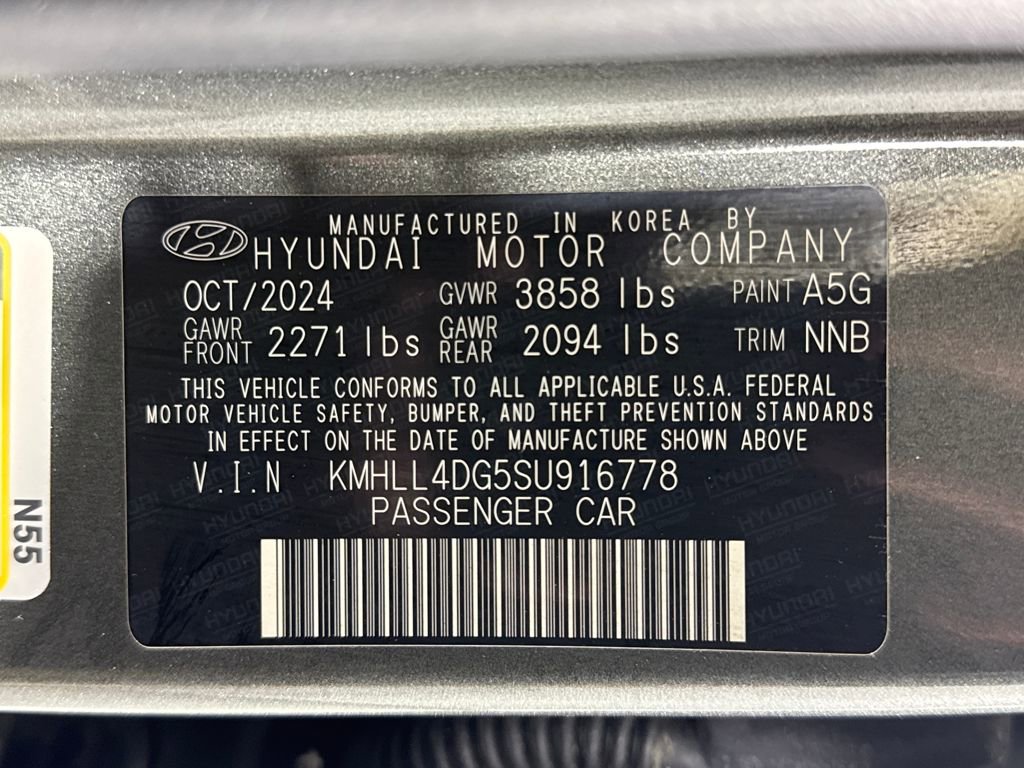 MANUFACTURED IN KOREA BY
HYUNDAI MOTOR COMPANY
OCT/2024 GVWR 3858 lbs PAINT A5G
GAWR FRONT 2271 lbs GAWR REAR 2094 lbs TRIM NNB
THIS VEHICLE CONFORMS TO ALL APPLICABLE U.S.A. FEDERAL
MOTOR VEHICLE SAFETY, BUMPER, AND THEFT PREVENTION STANDARDS
IN EFFECT ON THE DATE OF MANUFACTURE SHOWN ABOVE
V.I.N KMHLL4DG5SU916778
PASSENGER CAR
N55